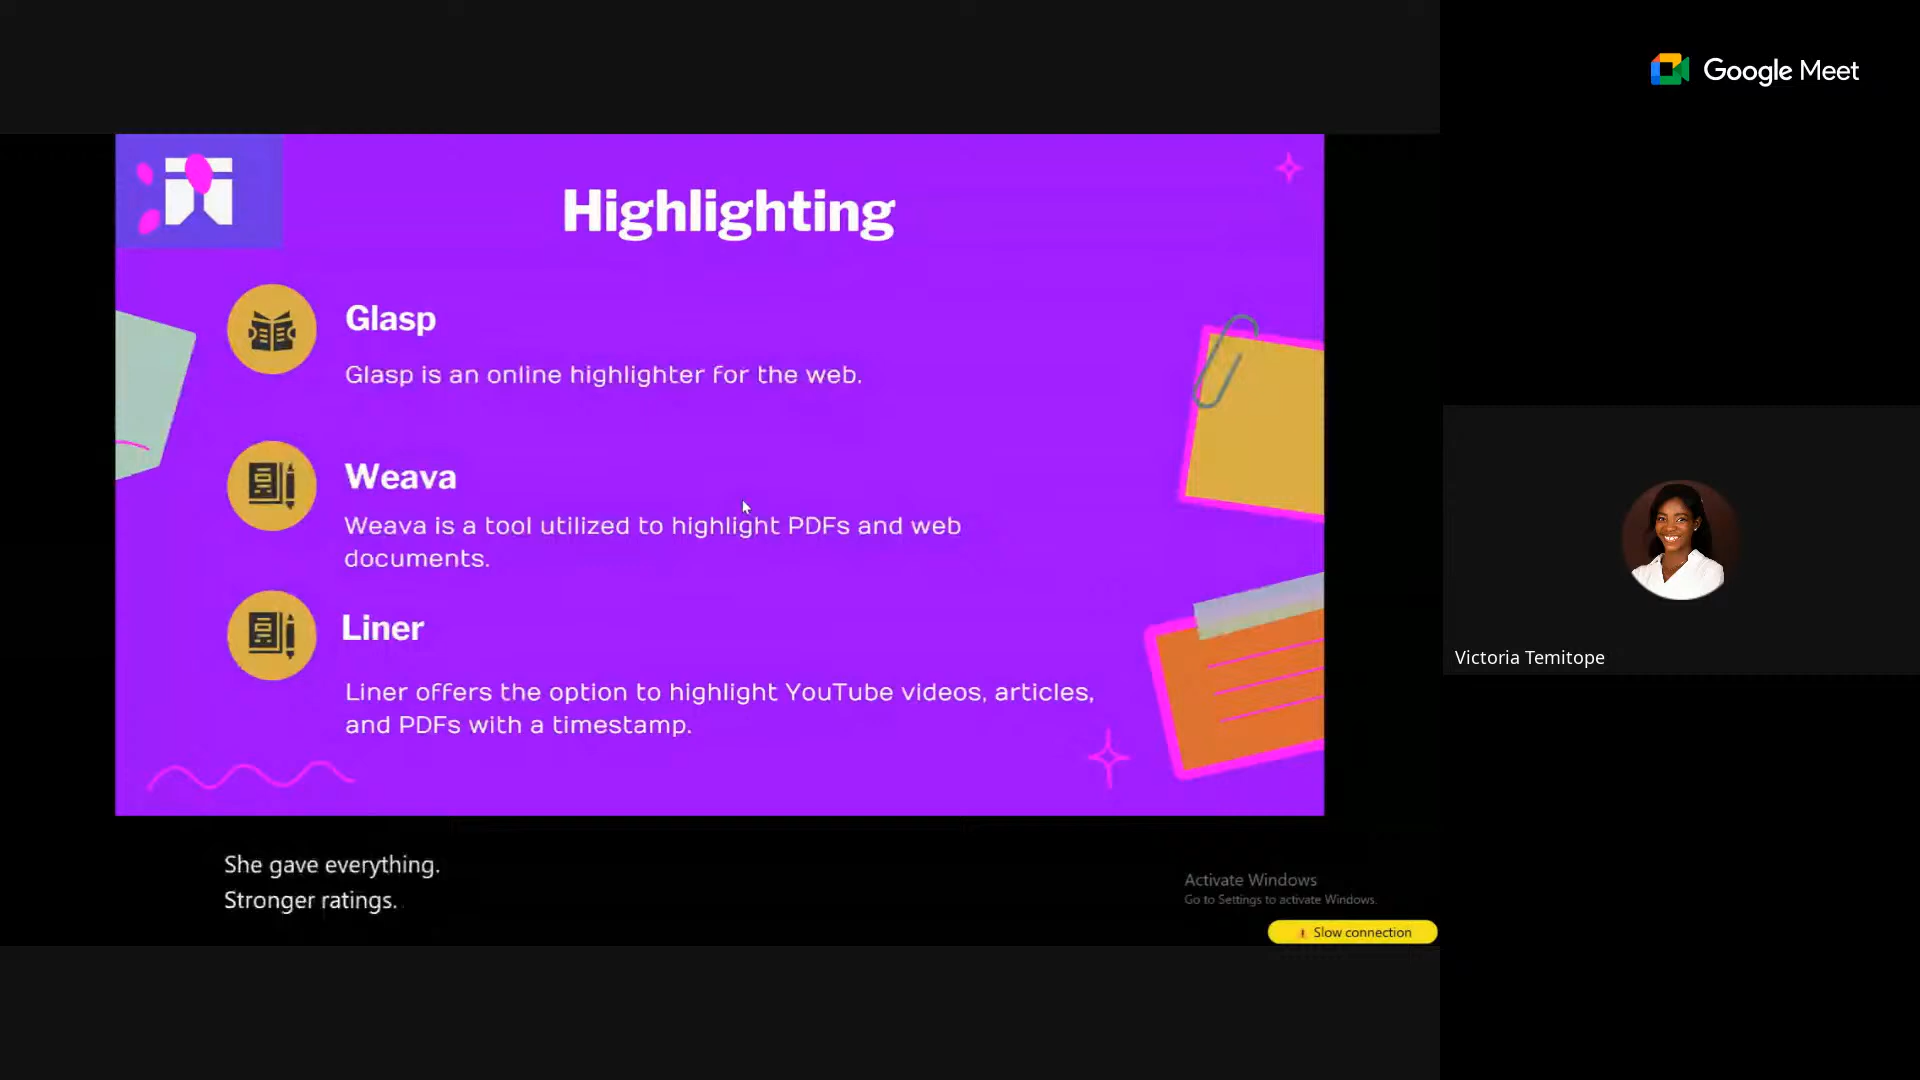 Google Meet
Highlighting
Glasp
Glasp is an online highlighter for the web.
Weava
Weava is a tool utilized to highlight PDFs and web
documents.
Liner
Liner offers the option to highlight YouTube videos, articles,
and PDFs with a timestamp.
Victoria Temitope
She gave everything.
Stronger ratings.
Activate Windows
Go to Settings to activate Windows.
Slow connection